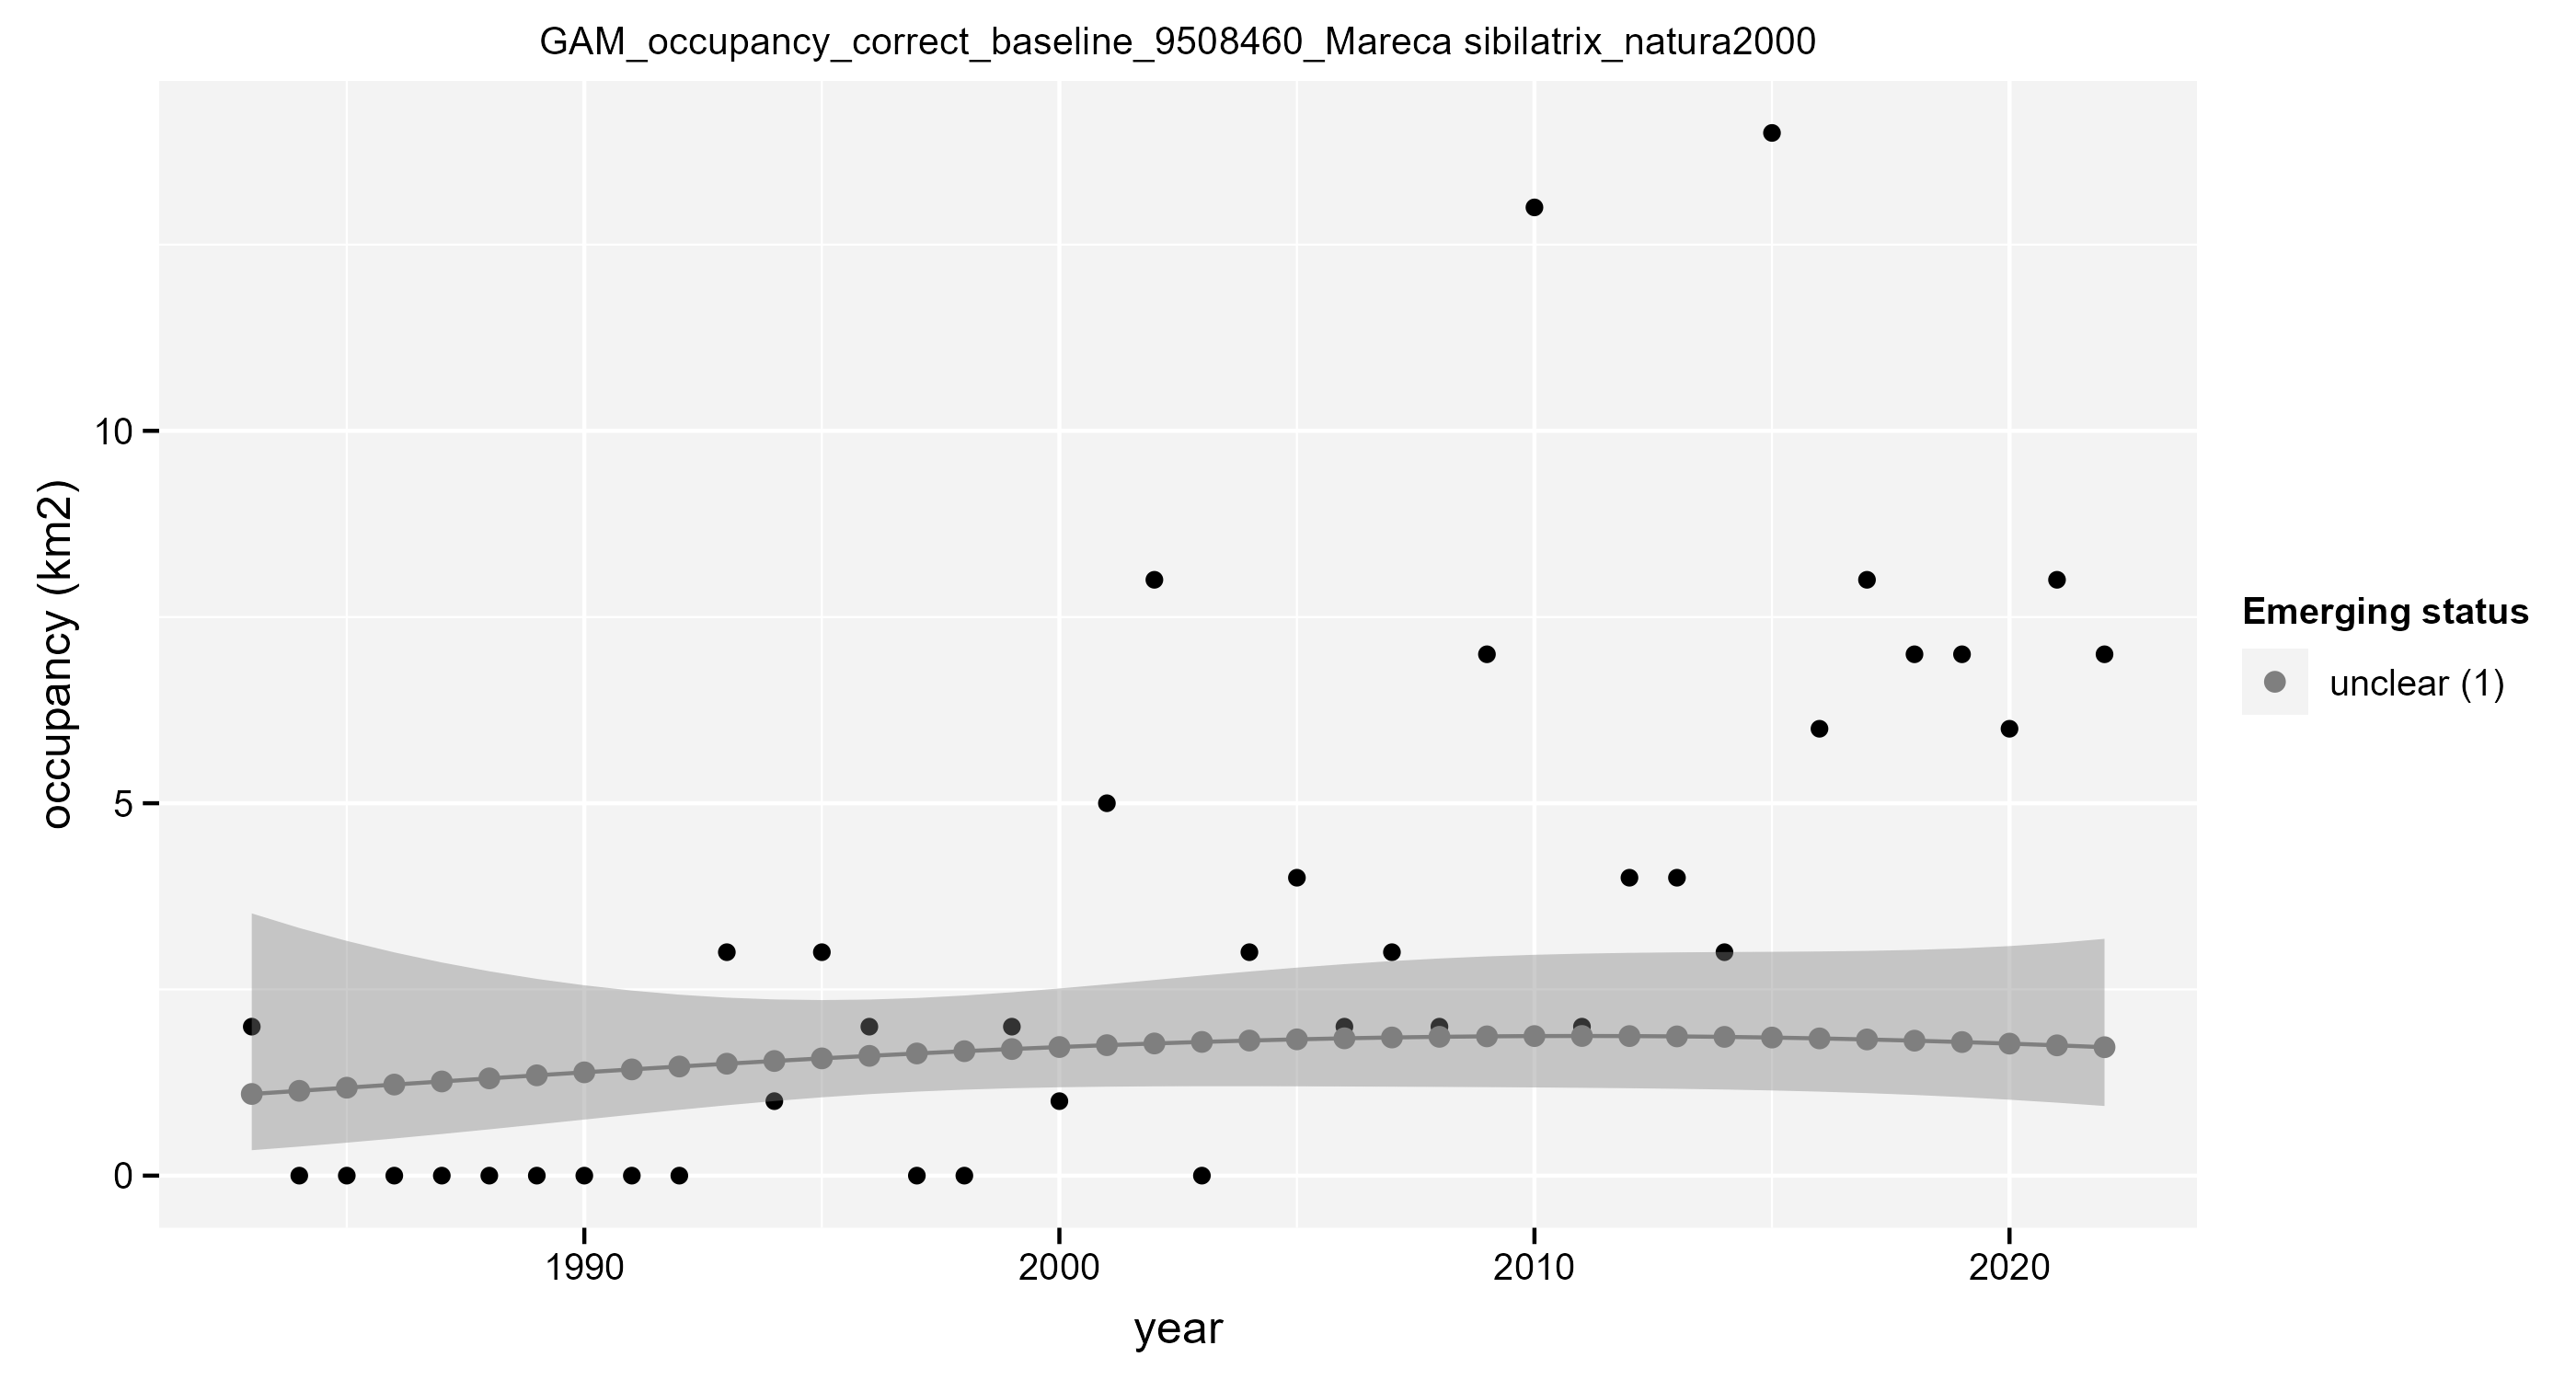 GAM_occupancy_correct_baseline_9508460_Mareca sibilatrix_natura2000
occupancy (km2)
10
5
0
1990 2000 2010 2020
year
Emerging status
unclear (1)